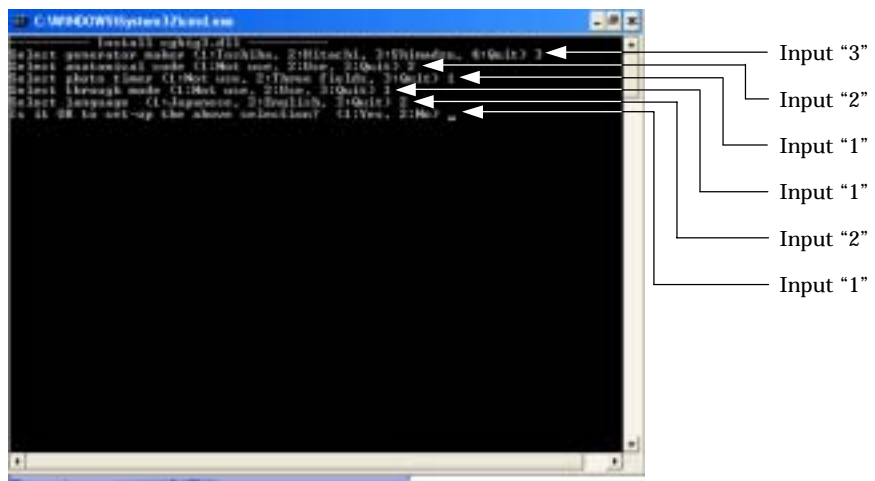 C:\WINDOWS\System32\cmd.exe
Install
Select generator maker (1:Toshiba, 2:Hitachi, 3:Shimadzu, 4:Quit) 3
Select anatomical mode (1:Not use, 2:Use, 3:Quit) 2
Select photo timer (1:Not use, 2:Three fields, 3:Quit) 1
Select through mode (1:Not use, 2:Use, 3:Quit) 1
Select language (1:Japanese, 2:English, 3:Quit) 2
Is it OK to set-up the above selection? (1:Yes, 2:No)
Input “3”
Input “2”
Input “1”
Input “1”
Input “2”
Input “1”